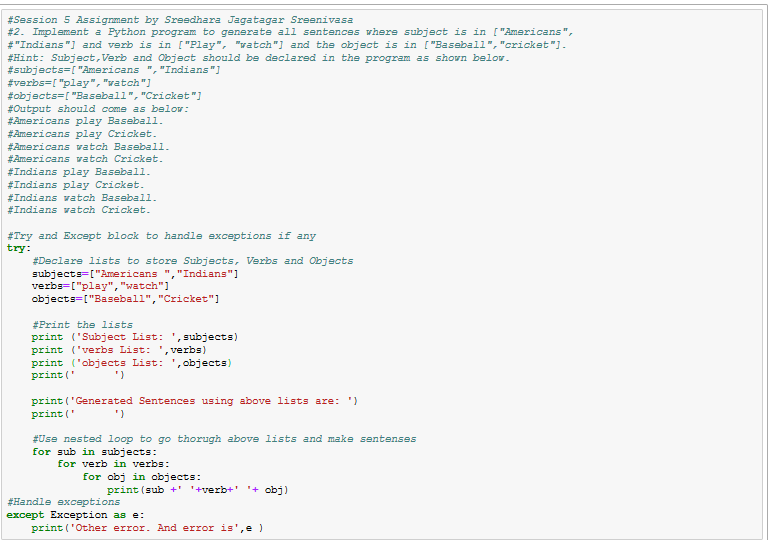 #Session 5 Assignment by Sreedhara Jagatagar Sreenivasa
#2. Implement a Python program to generate all sentences where subject is in ["Americans",
#"Indians"] and verb is in ["Play", "watch"] and the object is in ["Baseball","cricket"].
#Hint: Subject,Verb and Object should be declared in the program as shown below.
#subjects=["Americans ","Indians"]
#verbs=["play","watch"]
#objects=["Baseball","Cricket"]
#Output should come as below:
#Americans play Baseball.
#Americans play Cricket.
#Americans watch Baseball.
#Americans watch Cricket.
#Indians play Baseball.
#Indians play Cricket.
#Indians watch Baseball.
#Indians watch Cricket.

#Try and Except block to handle exceptions if any
try:
    #Declare lists to store Subjects, Verbs and Objects
    subjects=["Americans ","Indians"]
    verbs=["play","watch"]
    objects=["Baseball","Cricket"]

    #Print the lists
    print ('Subject List: ',subjects)
    print ('verbs List: ',verbs)
    print ('objects List: ',objects)
    print('      ')

    print('Generated Sentences using above lists are: ')
    print('      ')

    #Use nested loop to go thorugh above lists and make sentenses
    for sub in subjects:
        for verb in verbs:
            for obj in objects:
                print(sub +' '+verb+' '+ obj)
#Handle exceptions
except Exception as e:
    print('Other error. And error is',e )